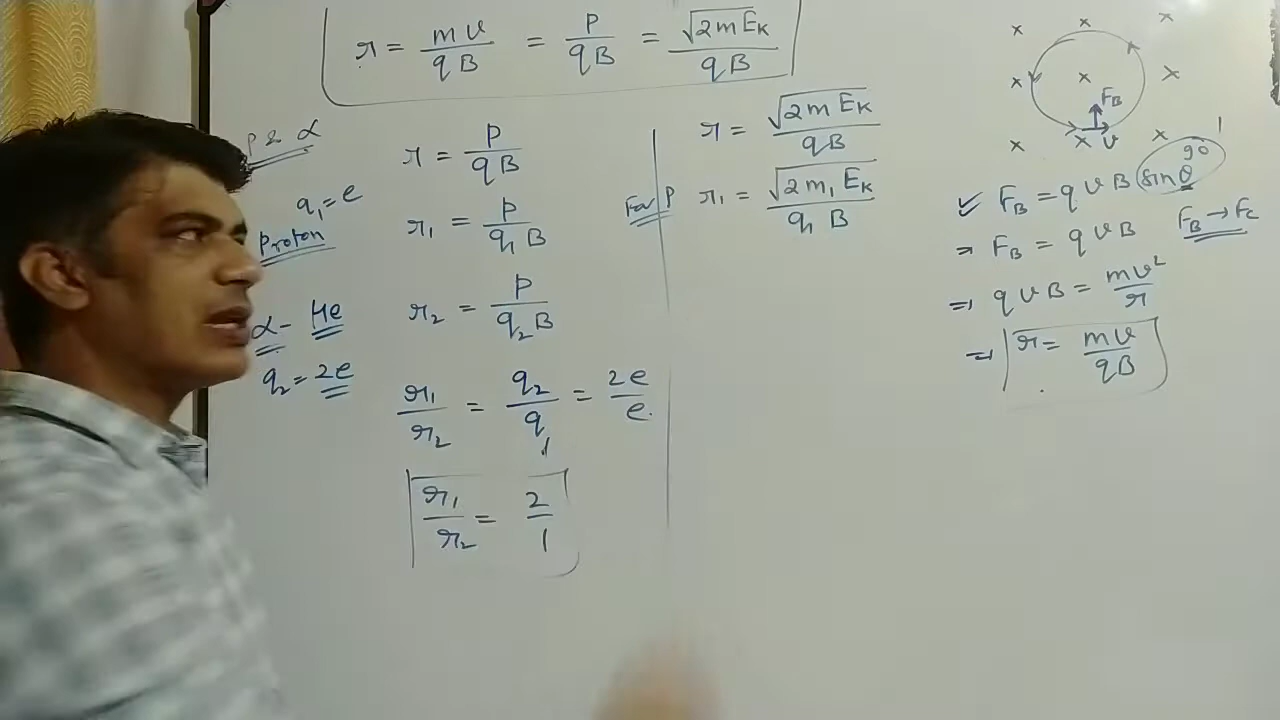 r = mv/qB = p/qB = √2mEK/qB
P & α
q1 = e
Proton
α - He
q2 = 2e
r = P/qB
r1 = P/q1B
r2 = P/q2B
r1/r2 = q2/q1 = 2e/e.
r1/r2 = 2/1
r = √2mEK/qB
For P r1 = √2m1EK/q1B
x x x
x x x
FB
x x v x
1
90
✓ FB = qvB sinθ
⇒ FB = qvB FB → Fc
⇒ qvB = mv²/r
⇒ r = mv/qB